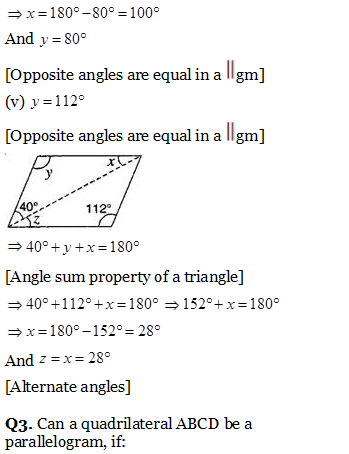 ⇒ x = 180° − 80° = 100°
And y = 80°
[Opposite angles are equal in a ||gm]
(v) y = 112°
[Opposite angles are equal in a ||gm]
x
y
40°
112°
z
⇒ 40° + y + x = 180°
[Angle sum property of a triangle]
⇒ 40° + 112° + x = 180° ⇒ 152° + x = 180°
⇒ x = 180° − 152° = 28°
And z = x = 28°
[Alternate angles]
Q3. Can a quadrilateral ABCD be a
parallelogram, if: